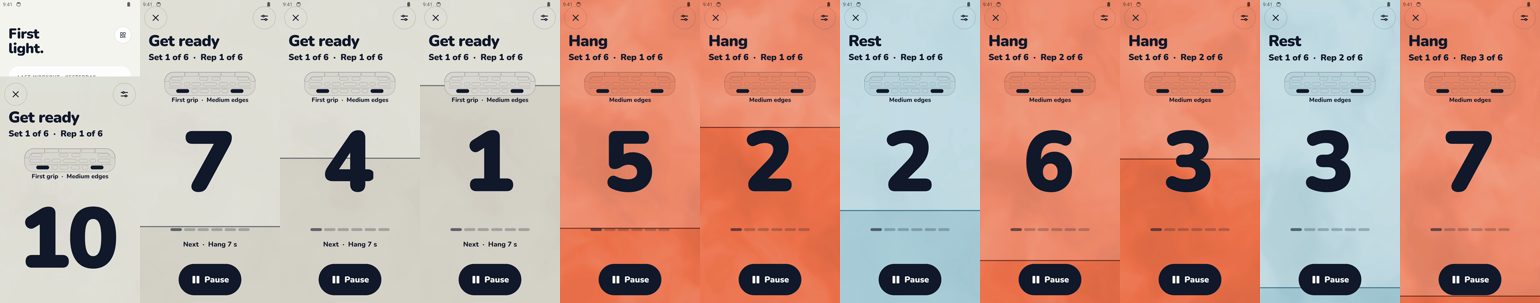 9:41
First
light.
Get ready
Set 1 of 6 · Rep 1 of 6
First grip · Medium edges
10
9:41
Get ready
Set 1 of 6 · Rep 1 of 6
First grip · Medium edges
7
Next · Hang 7 s
Pause
9:41
Get ready
Set 1 of 6 · Rep 1 of 6
First grip · Medium edges
4
Next · Hang 7 s
Pause
9:41
Get ready
Set 1 of 6 · Rep 1 of 6
First grip · Medium edges
1
Next · Hang 7 s
Pause
9:41
Hang
Set 1 of 6 · Rep 1 of 6
Medium edges
5
Pause
9:41
Hang
Set 1 of 6 · Rep 1 of 6
Medium edges
2
Pause
9:41
Rest
Set 1 of 6 · Rep 1 of 6
Medium edges
2
Pause
9:41
Hang
Set 1 of 6 · Rep 2 of 6
Medium edges
6
Pause
9:41
Hang
Set 1 of 6 · Rep 2 of 6
Medium edges
3
Pause
9:41
Rest
Set 1 of 6 · Rep 2 of 6
Medium edges
3
Pause
9:41
Hang
Set 1 of 6 · Rep 3 of 6
Medium edges
7
Pause